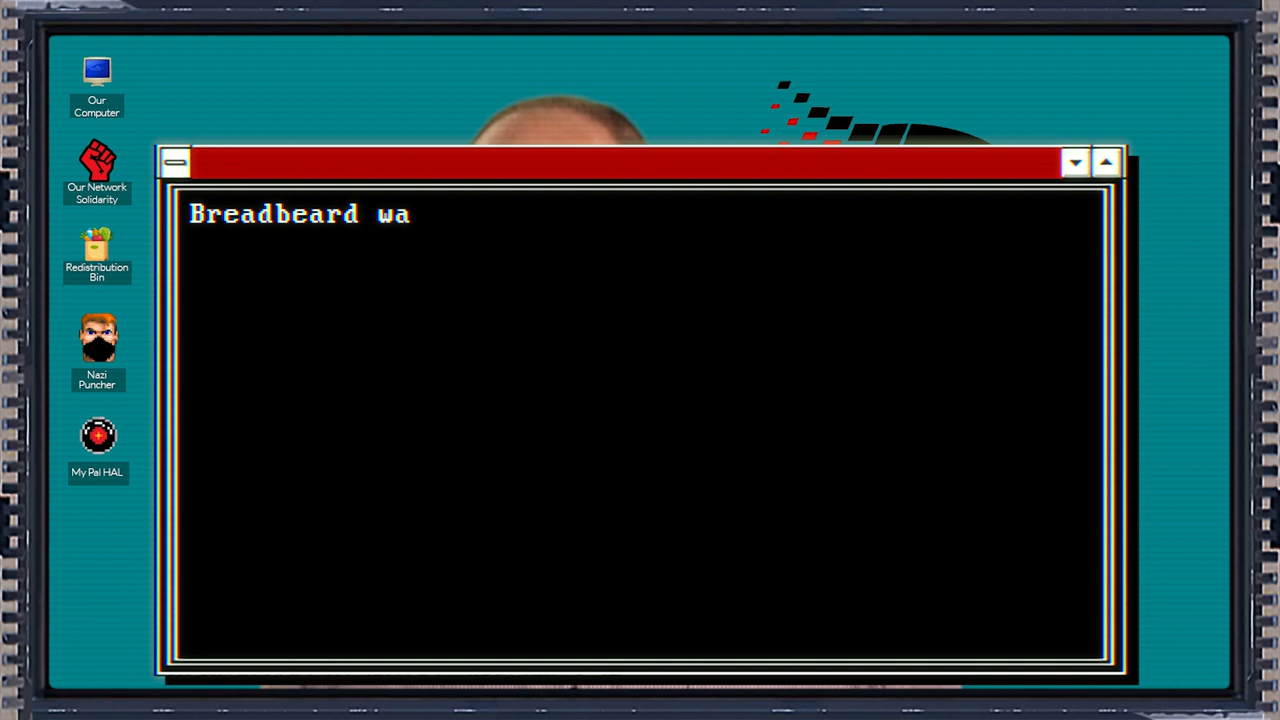 Our
Computer
Our Network
Solidarity
Redistribution
Bin
Nazi
Puncher
My Pal HAL
Breadbeard wa